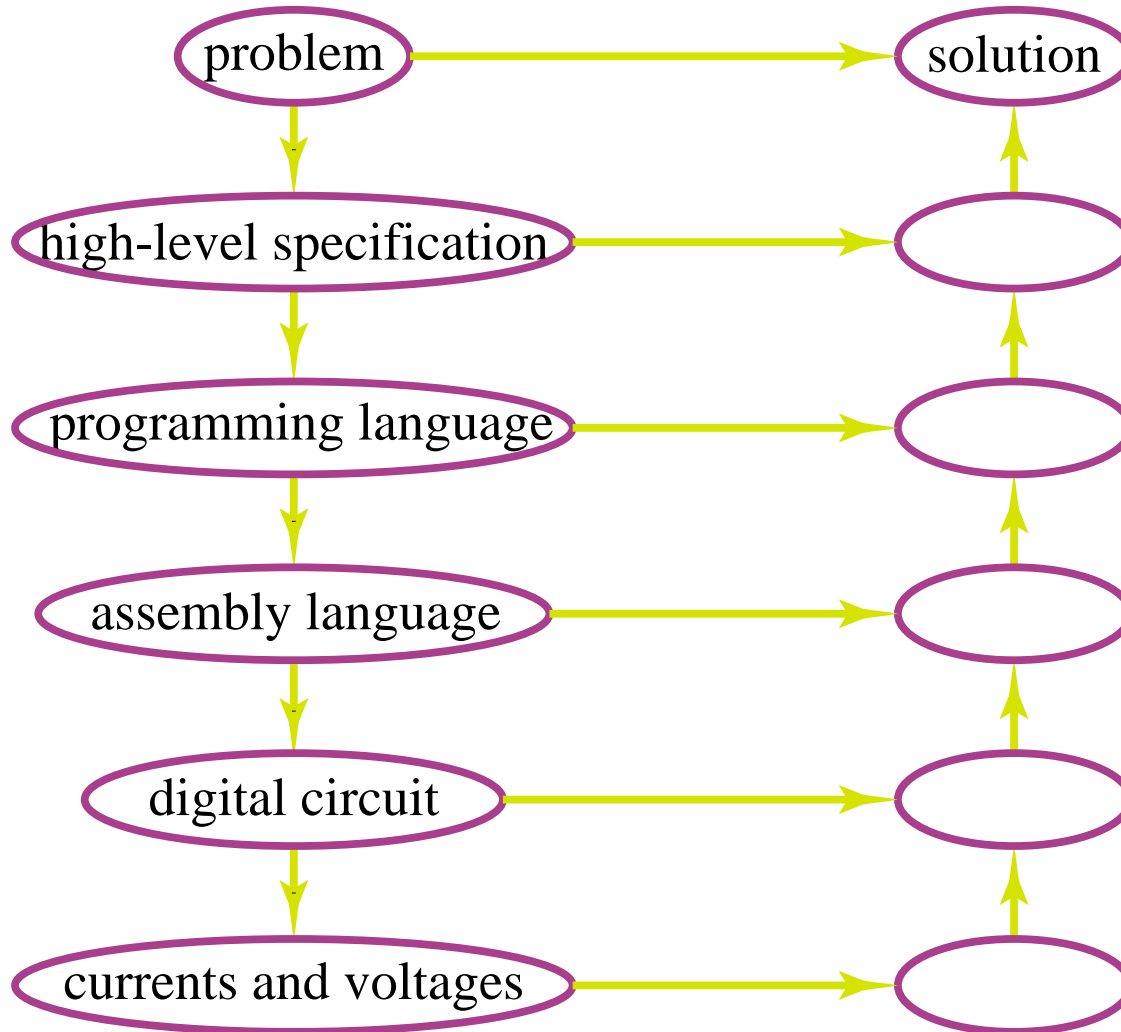 problem
solution
high-level specification
programming language
assembly language
digital circuit
currents and voltages